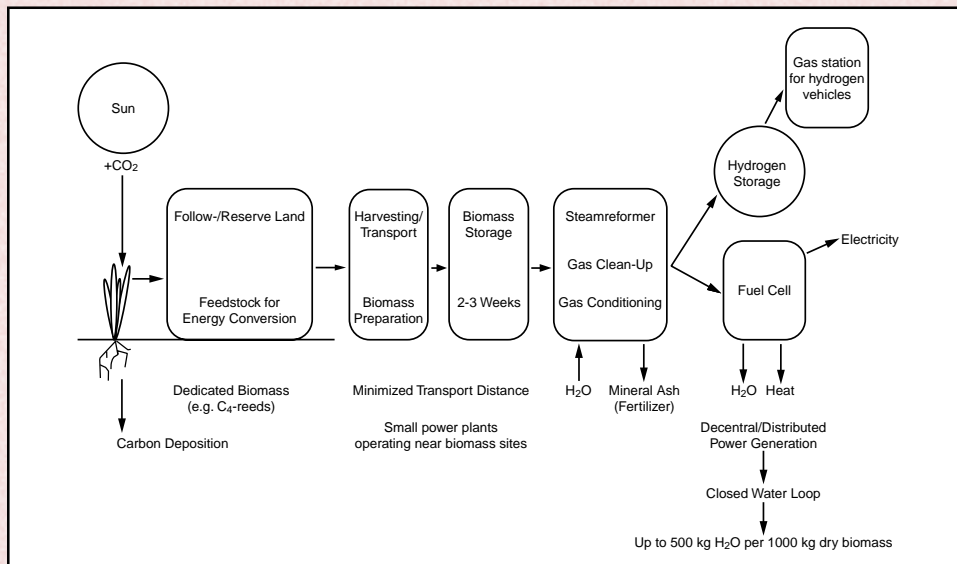 Sun
+CO₂
Follow-/Reserve Land
Feedstock for
Energy Conversion
Harvesting/
Transport
Biomass
Preparation
Biomass
Storage
2-3 Weeks
Steamreformer
Gas Clean-Up
Gas Conditioning
Gas station
for hydrogen
vehicles
Hydrogen
Storage
Electricity
Fuel Cell
Dedicated Biomass
(e.g. C₄-reeds)
Carbon Deposition
Minimized Transport Distance
Small power plants
operating near biomass sites
H₂O
Mineral Ash
(Fertilizer)
H₂O
Heat
Decentral/Distributed
Power Generation
Closed Water Loop
Up to 500 kg H₂O per 1000 kg dry biomass